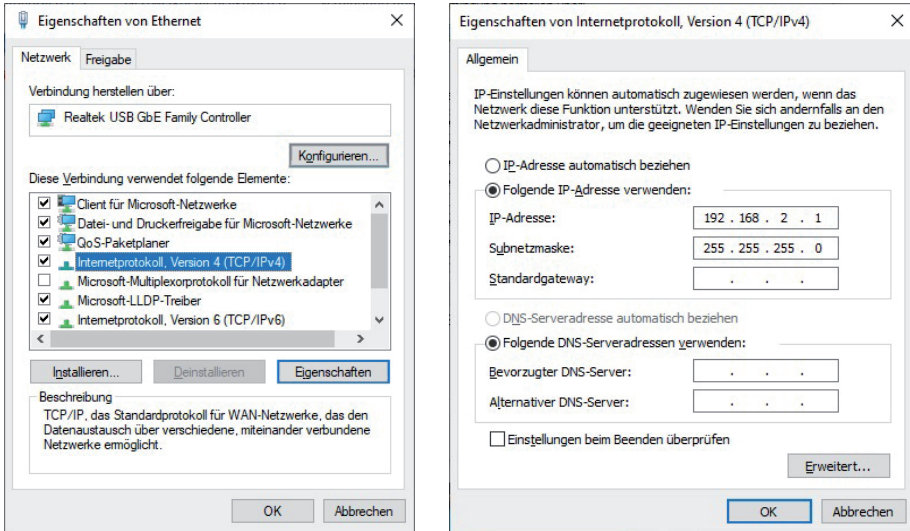 Eigenschaften von Ethernet
Netzwerk Freigabe
Verbindung herstellen über:
Realtek USB GbE Family Controller
Konfigurieren...
Diese Verbindung verwendet folgende Elemente:
Client für Microsoft-Netzwerke
Datei- und Druckerfreigabe für Microsoft-Netzwerke
QoS-Paketplaner
Internetprotokoll, Version 4 (TCP/IPv4)
Microsoft-Multiplexorprotokoll für Netzwerkadapter
Microsoft-LLDP-Treiber
Internetprotokoll, Version 6 (TCP/IPv6)
Installieren... Deinstallieren Eigenschaften
Beschreibung
TCP/IP, das Standardprotokoll für WAN-Netzwerke, das den
Datenaustausch über verschiedene, miteinander verbundene
Netzwerke ermöglicht.
OK Abbrechen
Eigenschaften von Internetprotokoll, Version 4 (TCP/IPv4)
Allgemein
IP-Einstellungen können automatisch zugewiesen werden, wenn das
Netzwerk diese Funktion unterstützt. Wenden Sie sich andernfalls an den
Netzwerkadministrator, um die geeigneten IP-Einstellungen zu beziehen.
IP-Adresse automatisch beziehen
Folgende IP-Adresse verwenden:
IP-Adresse: 192 . 168 . 2 . 1
Subnetzmaske: 255 . 255 . 255 . 0
Standardgateway: . . .
DNS-Serveradresse automatisch beziehen
Folgende DNS-Serveradressen verwenden:
Bevorzugter DNS-Server: . . .
Alternativer DNS-Server: . . .
Einstellungen beim Beenden überprüfen
Erweitert...
OK Abbrechen